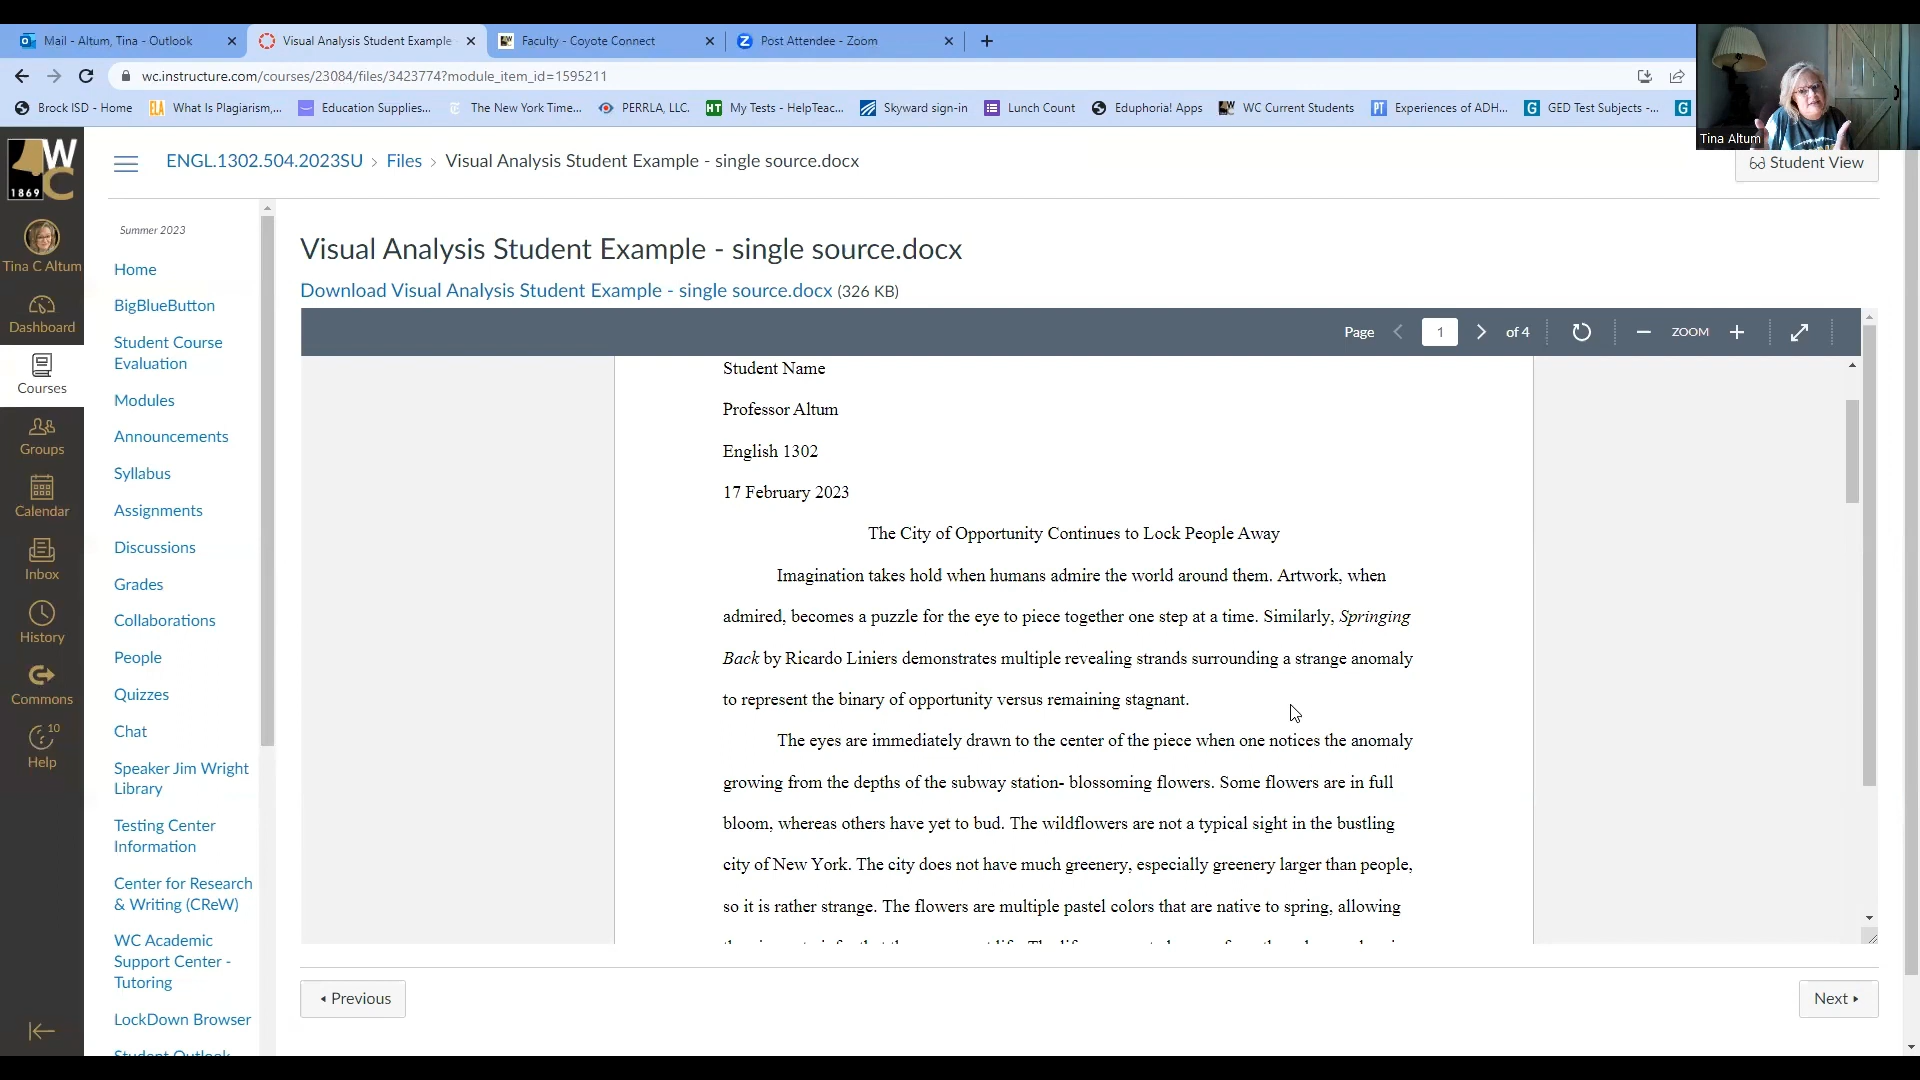 Mail - Altum, Tina - Outlook
Visual Analysis Student Example
Faculty - Coyote Connect
Post Attendee - Zoom
wc.instructure.com/courses/23084/files/3423774?module_item_id=1595211
Brock ISD - Home
What Is Plagiarism,...
Education Supplies...
The New York Time...
PERRLA, LLC.
My Tests - HelpTeac...
Skyward sign-in
Lunch Count
Eduphoria! Apps
WC Current Students
Experiences of ADH...
GED Test Subjects -...
Tina Altum
WC
1869
ENGL.1302.504.2023SU > Files > Visual Analysis Student Example - single source.docx
Student View
Tina C Altum
Dashboard
Courses
Groups
Calendar
Inbox
History
Commons
10
Help
Summer 2023
Home
BigBlueButton
Student Course
Evaluation
Modules
Announcements
Syllabus
Assignments
Discussions
Grades
Collaborations
People
Quizzes
Chat
Speaker Jim Wright
Library
Testing Center
Information
Center for Research
& Writing (CReW)
WC Academic
Support Center -
Tutoring
LockDown Browser
Visual Analysis Student Example - single source.docx
Download Visual Analysis Student Example - single source.docx (326 KB)
Page 1 of 4 ZOOM
Student Name
Professor Altum
English 1302
17 February 2023
The City of Opportunity Continues to Lock People Away
Imagination takes hold when humans admire the world around them. Artwork, when
admired, becomes a puzzle for the eye to piece together one step at a time. Similarly, Springing
Back by Ricardo Liniers demonstrates multiple revealing strands surrounding a strange anomaly
to represent the binary of opportunity versus remaining stagnant.
The eyes are immediately drawn to the center of the piece when one notices the anomaly
growing from the depths of the subway station- blossoming flowers. Some flowers are in full
bloom, whereas others have yet to bud. The wildflowers are not a typical sight in the bustling
city of New York. The city does not have much greenery, especially greenery larger than people,
so it is rather strange. The flowers are multiple pastel colors that are native to spring, allowing
Previous
Next